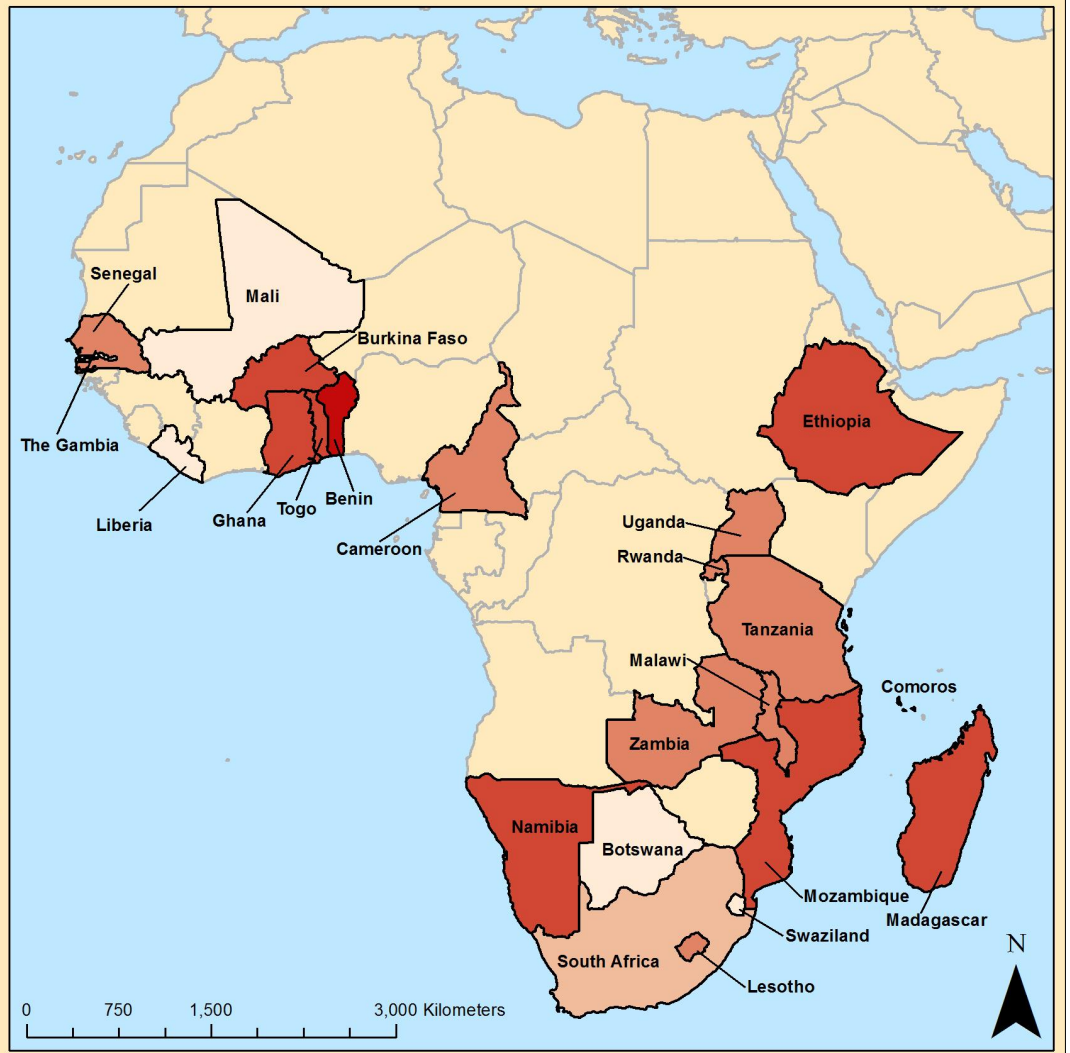 Senegal
Mali
Burkina Faso
The Gambia
Ethiopia
Liberia
Ghana
Togo
Benin
Cameroon
Uganda
Rwanda
Tanzania
Malawi
Comoros
Zambia
Namibia
Botswana
Mozambique
Madagascar
Swaziland
N
South Africa
Lesotho
0 750 1,500 3,000 Kilometers